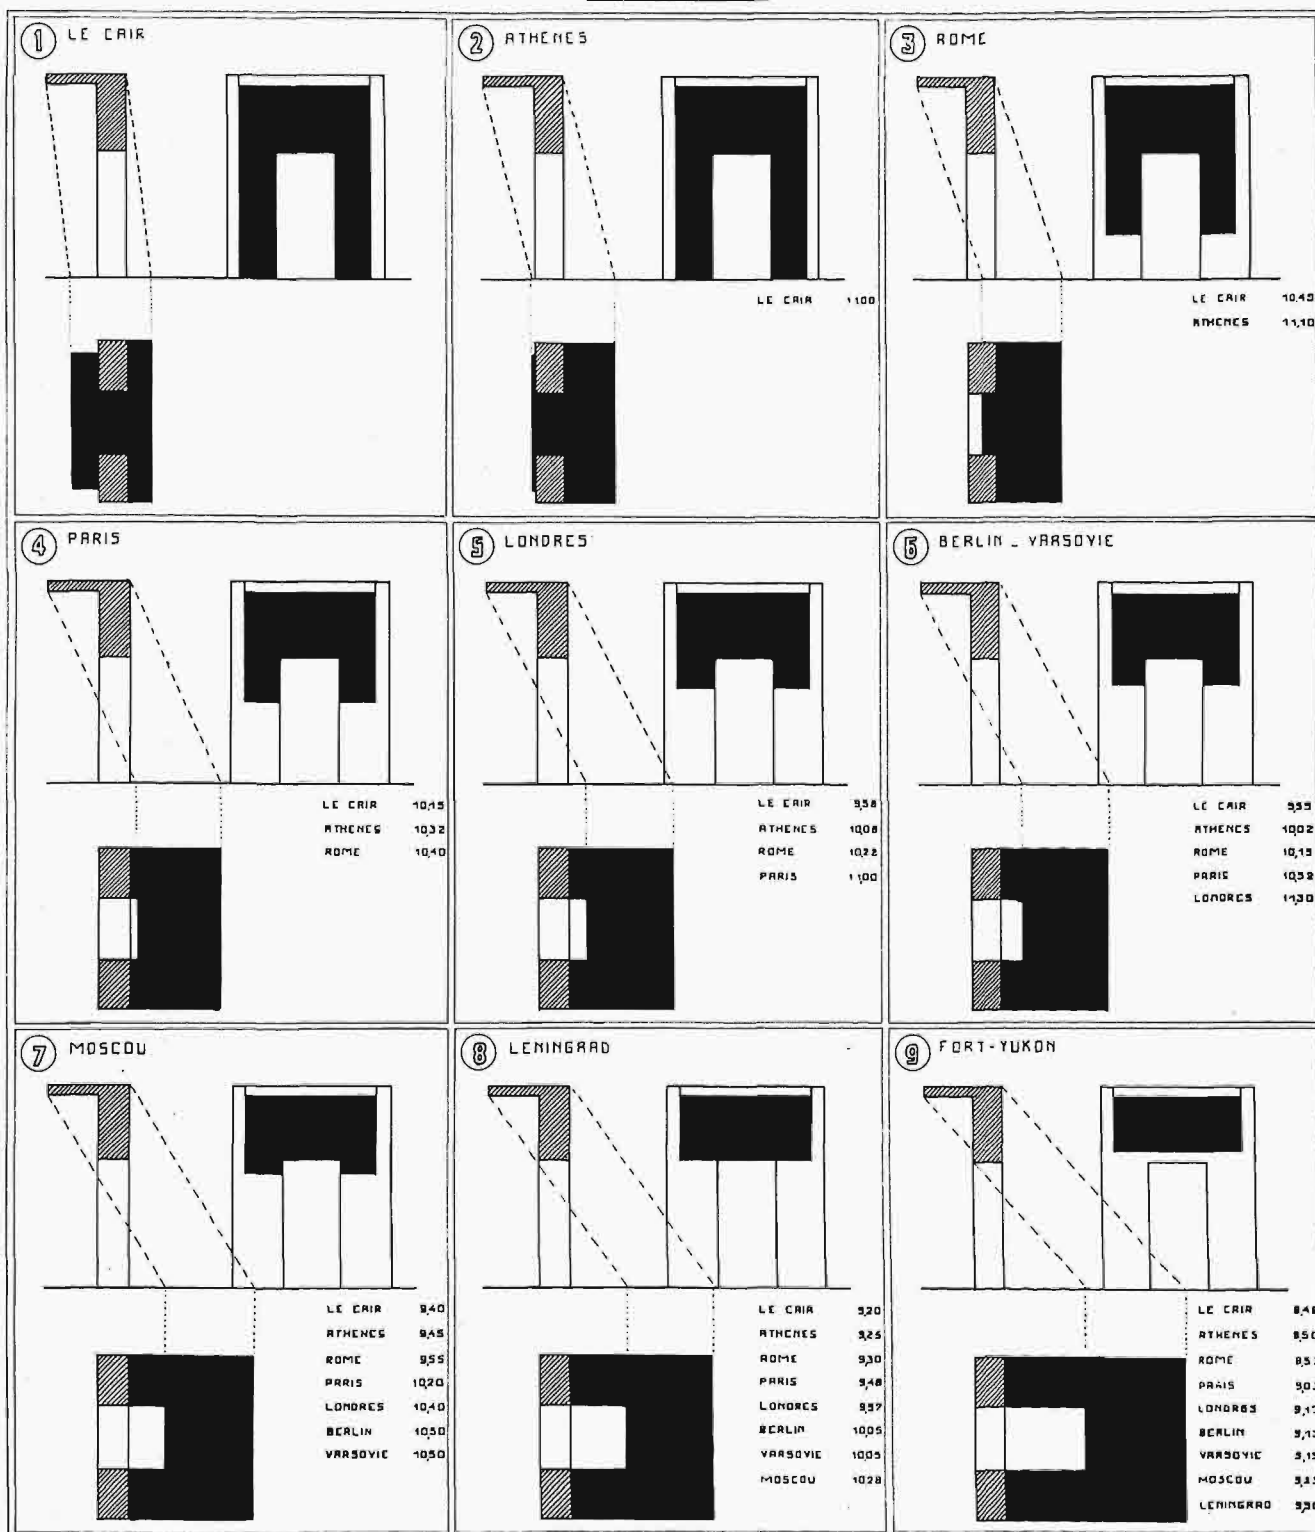 1 LE CAIR
2 ATHENES
LE CAIR 11,00
3 ROME
LE CAIR 10,45
ATHENES 11,10
4 PARIS
LE CAIR 10,15
ATHENES 10,32
ROME 10,40
5 LONDRES
LE CAIR 9,58
ATHENES 10,08
ROME 10,22
PARIS 11,00
6 BERLIN _ VARSOVIE
LE CAIR 9,55
ATHENES 10,02
ROME 10,15
PARIS 10,52
LONDRES 11,30
7 MOSCOU
LE CAIR 9,40
ATHENES 9,45
ROME 9,55
PARIS 10,20
LONDRES 10,40
BERLIN 10,50
VARSOVIE 10,50
8 LENINGRAD
LE CAIR 9,20
ATHENES 9,25
ROME 9,30
PARIS 9,48
LONDRES 9,57
BERLIN 10,05
VARSOVIE 10,05
MOSCOU 10,28
9 FORT-YUKON
LE CAIR
ATHENES
ROME
PRAIS
LONDRES
BERLIN
VARSOVIE
MOSCOU
LENINGRAD